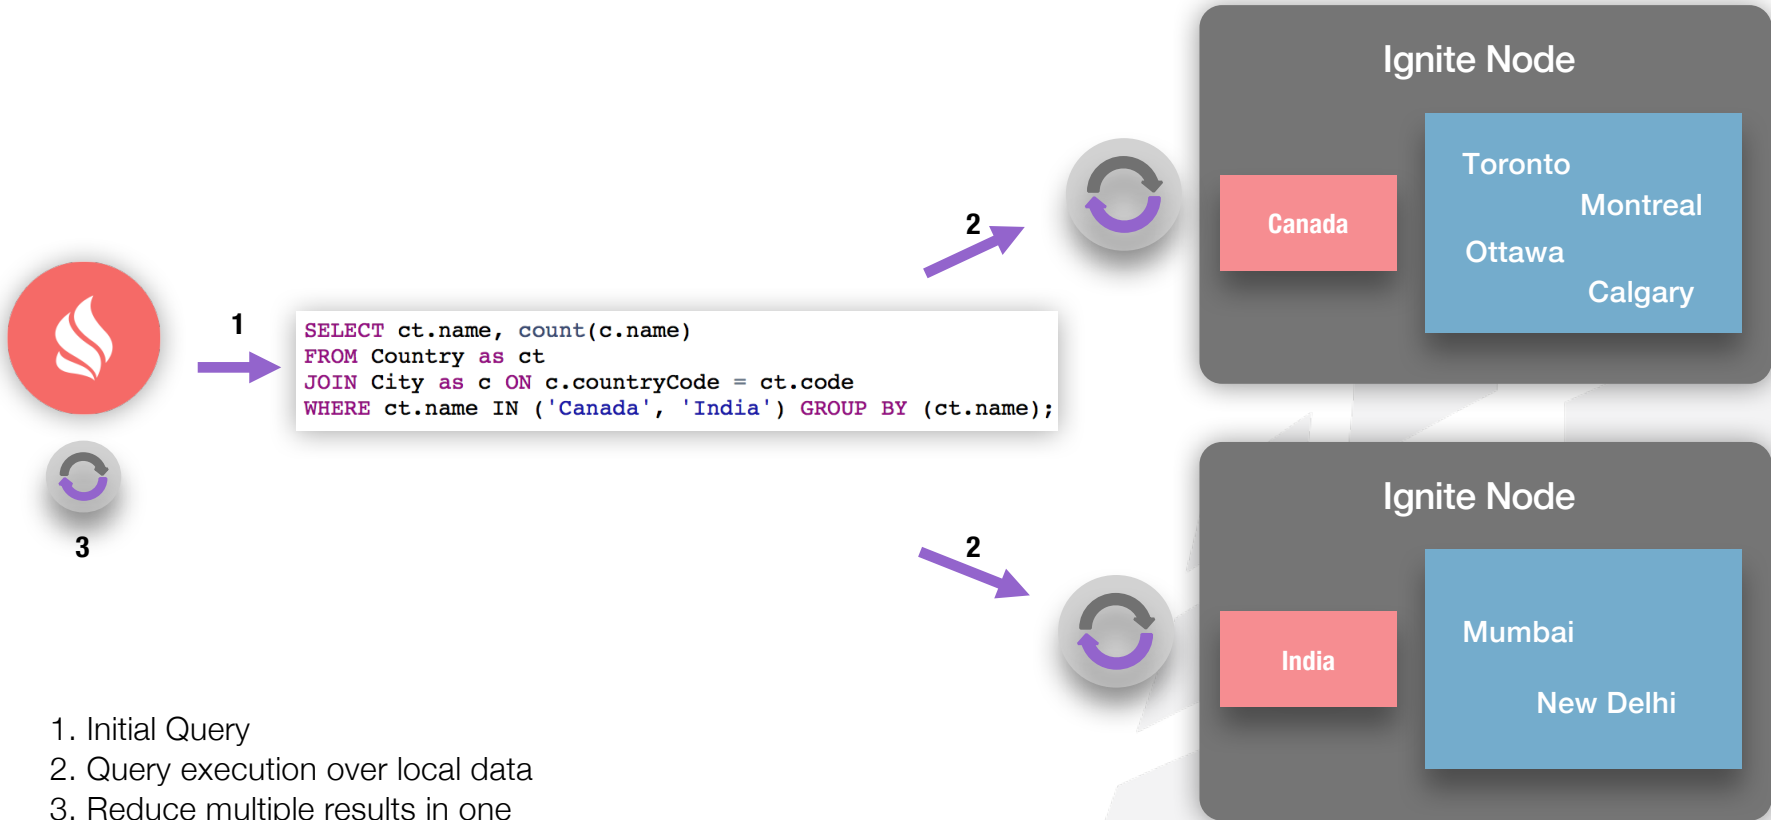 Ignite Node
Canada
Toronto
Montreal
Ottawa
Calgary
2
1
SELECT ct.name, count(c.name)
FROM Country as ct
JOIN City as c ON c.countryCode = ct.code
WHERE ct.name IN ('Canada', 'India') GROUP BY (ct.name);
3
2
Ignite Node
India
Mumbai
New Delhi
1. Initial Query
2. Query execution over local data
3. Reduce multiple results in one